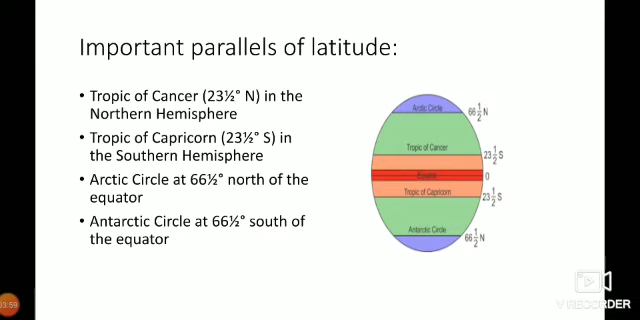 Important parallels of latitude:
• Tropic of Cancer (23½° N) in the
Northern Hemisphere
• Tropic of Capricorn (23½° S) in
the Southern Hemisphere
• Arctic Circle at 66½° north of the
equator
• Antarctic Circle at 66½° south of
the equator
Arctic Circle 66 1/2 N
Tropic of Cancer 23 1/2 S
Equator 0
Tropic of Capricorn 23 1/2 S
Antarctic Circle 66 1/2 N
03:59
V RECORDER